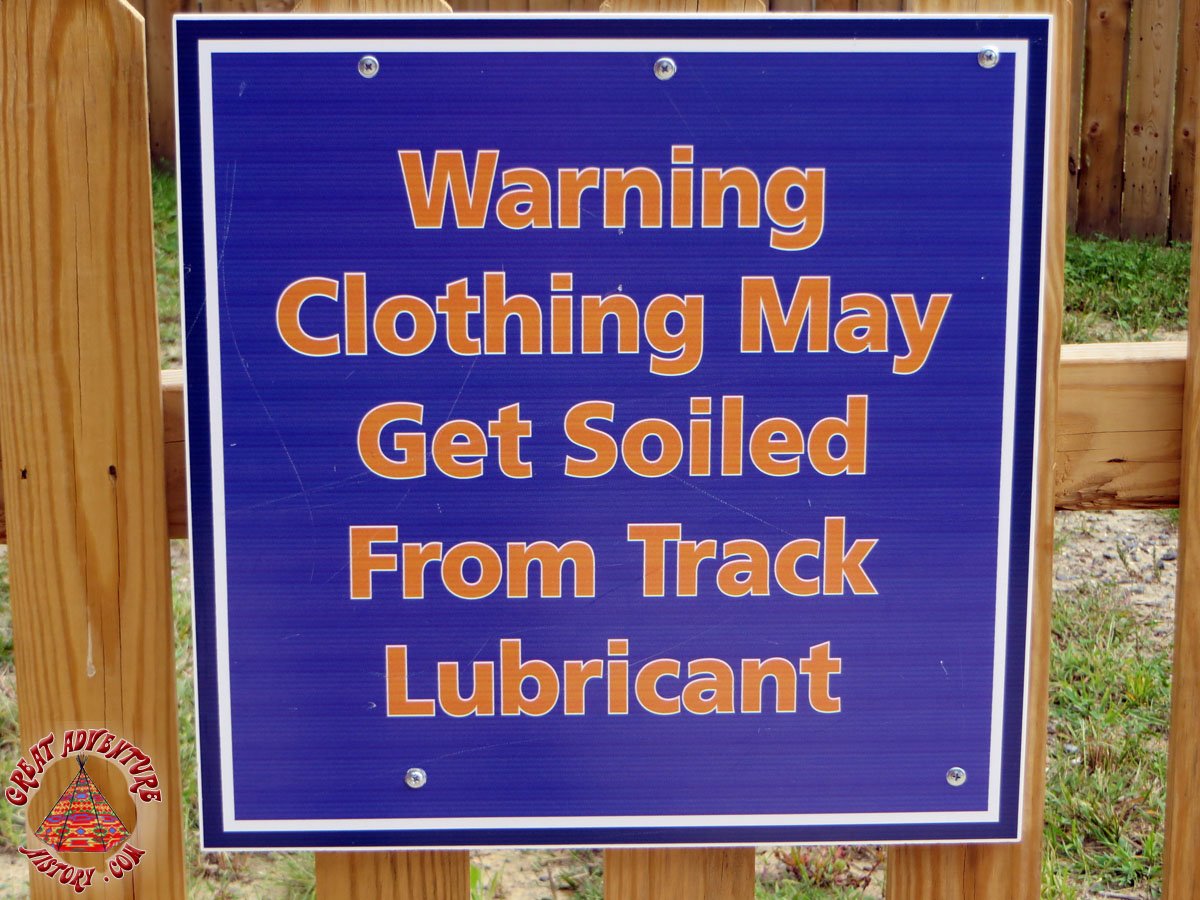 Warning
Clothing May
Get Soiled
From Track
Lubricant
GREAT ADVENTURE
HISTORY.COM